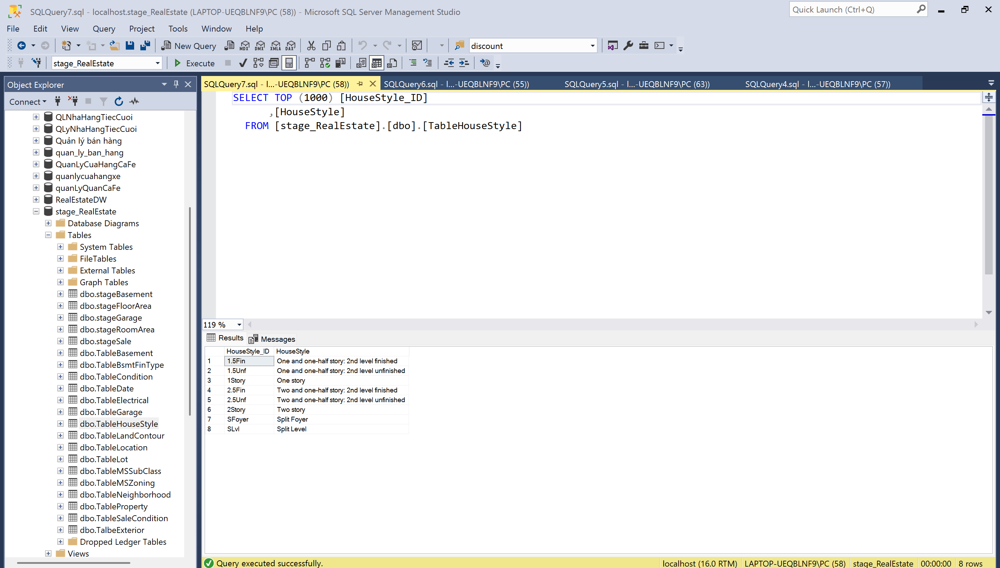 SQLQuery7.sql - localhost.stage_RealEstate (LAPTOP-UEQBLNF9\PC (58)) - Microsoft SQL Server Management Studio
Quick Launch (Ctrl+Q)
File Edit View Query Project Tools Window Help
New Query MDX DMX XMLA DAX discount
stage_RealEstate Execute
Object Explorer
Connect
QLNhaHangTiecCuoi
QLyNhaHangTiecCuoi
Quản lý bán hàng
quan_ly_ban_hang
QuanLyCuaHangCaFe
quanlycuahangxe
quanLyQuanCaFe
RealEstateDW
stage_RealEstate
Database Diagrams
Tables
System Tables
FileTables
External Tables
Graph Tables
dbo.stageBasement
dbo.stageFloorArea
dbo.stageGarage
dbo.stageRoomArea
dbo.stageSale
dbo.TableBasement
dbo.TableBsmtFinType
dbo.TableCondition
dbo.TableDate
dbo.TableElectrical
dbo.TableGarage
dbo.TableHouseStyle
dbo.TableLandContour
dbo.TableLocation
dbo.TableLot
dbo.TableMSSubClass
dbo.TableMSZoning
dbo.TableNeighborhood
dbo.TableProperty
dbo.TableSaleCondition
dbo.TalbeExterior
Dropped Ledger Tables
Views
SQLQuery7.sql - l...-UEQBLNF9\PC (58)) SQLQuery6.sql - l...-UEQBLNF9\PC (55)) SQLQuery5.sql - l...-UEQBLNF9\PC (63)) SQLQuery4.sql - l...-UEQBLNF9\PC (57))
SELECT TOP (1000) [HouseStyle_ID]
,[HouseStyle]
FROM [stage_RealEstate].[dbo].[TableHouseStyle]
119 %
Results Messages
HouseStyle_ID HouseStyle
1 1.5Fin One and one-half story: 2nd level finished
2 1.5Unf One and one-half story: 2nd level unfinished
3 1Story One story
4 2.5Fin Two and one-half story: 2nd level finished
5 2.5Unf Two and one-half story: 2nd level unfinished
6 2Story Two story
7 SFoyer Split Foyer
8 SLvl Split Level
Query executed successfully. localhost (16.0 RTM) LAPTOP-UEQBLNF9\PC (58) stage_RealEstate 00:00:00 8 rows